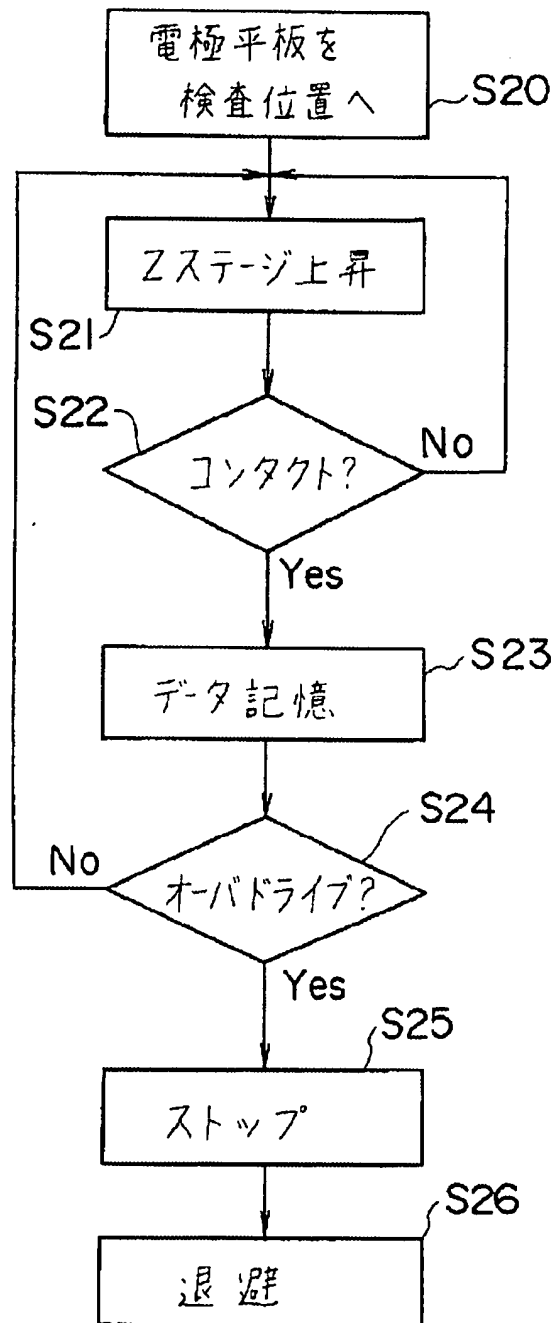 電極平板を
検査位置へ
S20
Zステージ上昇
S21
S22
コンタクト?
No
Yes
S23
データ記憶
S24
No
オーバドライブ?
Yes
S25
ストップ
S26
退避